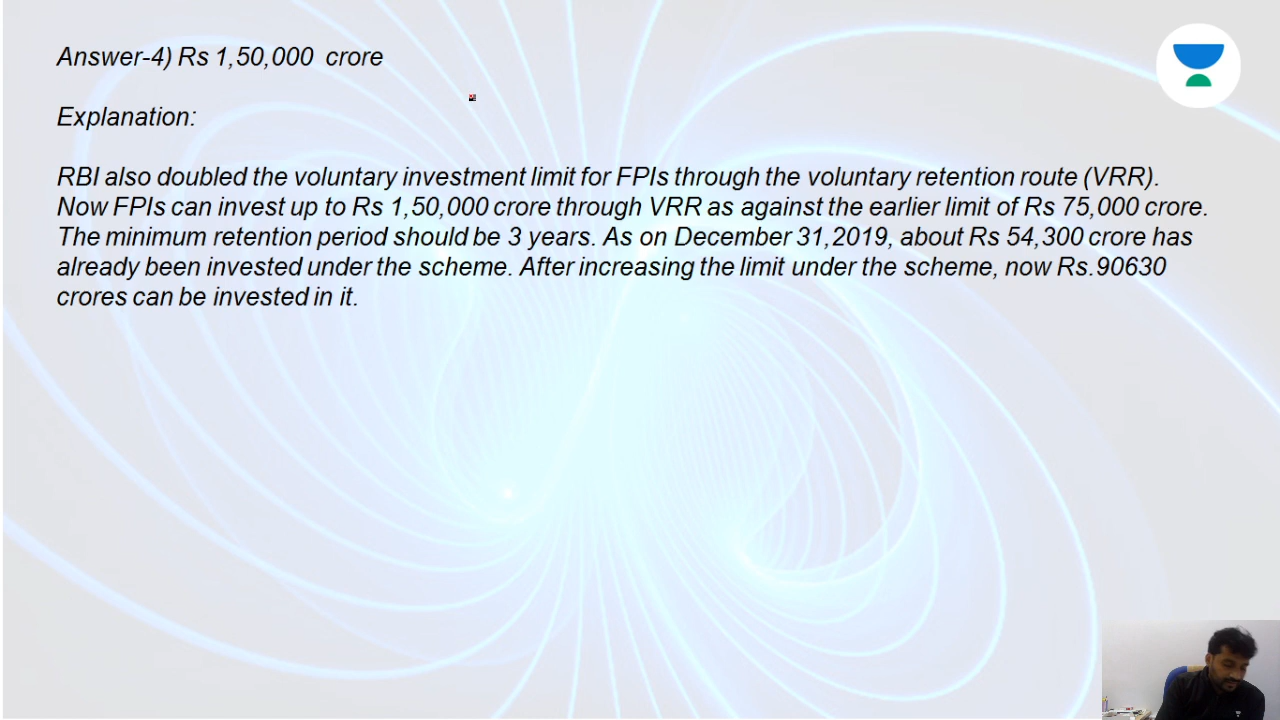 Answer-4) Rs 1,50,000 crore
Explanation:
RBI also doubled the voluntary investment limit for FPIs through the voluntary retention route (VRR).
Now FPIs can invest up to Rs 1,50,000 crore through VRR as against the earlier limit of Rs 75,000 crore.
The minimum retention period should be 3 years. As on December 31,2019, about Rs 54,300 crore has
already been invested under the scheme. After increasing the limit under the scheme, now Rs.90630
crores can be invested in it.